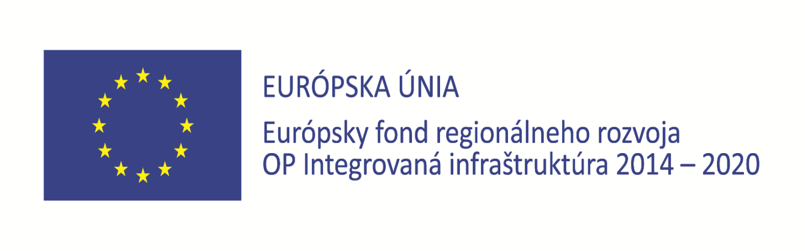 EURÓPSKA ÚNIA
Európsky fond regionálneho rozvoja
OP Integrovaná infraštruktúra 2014 – 2020